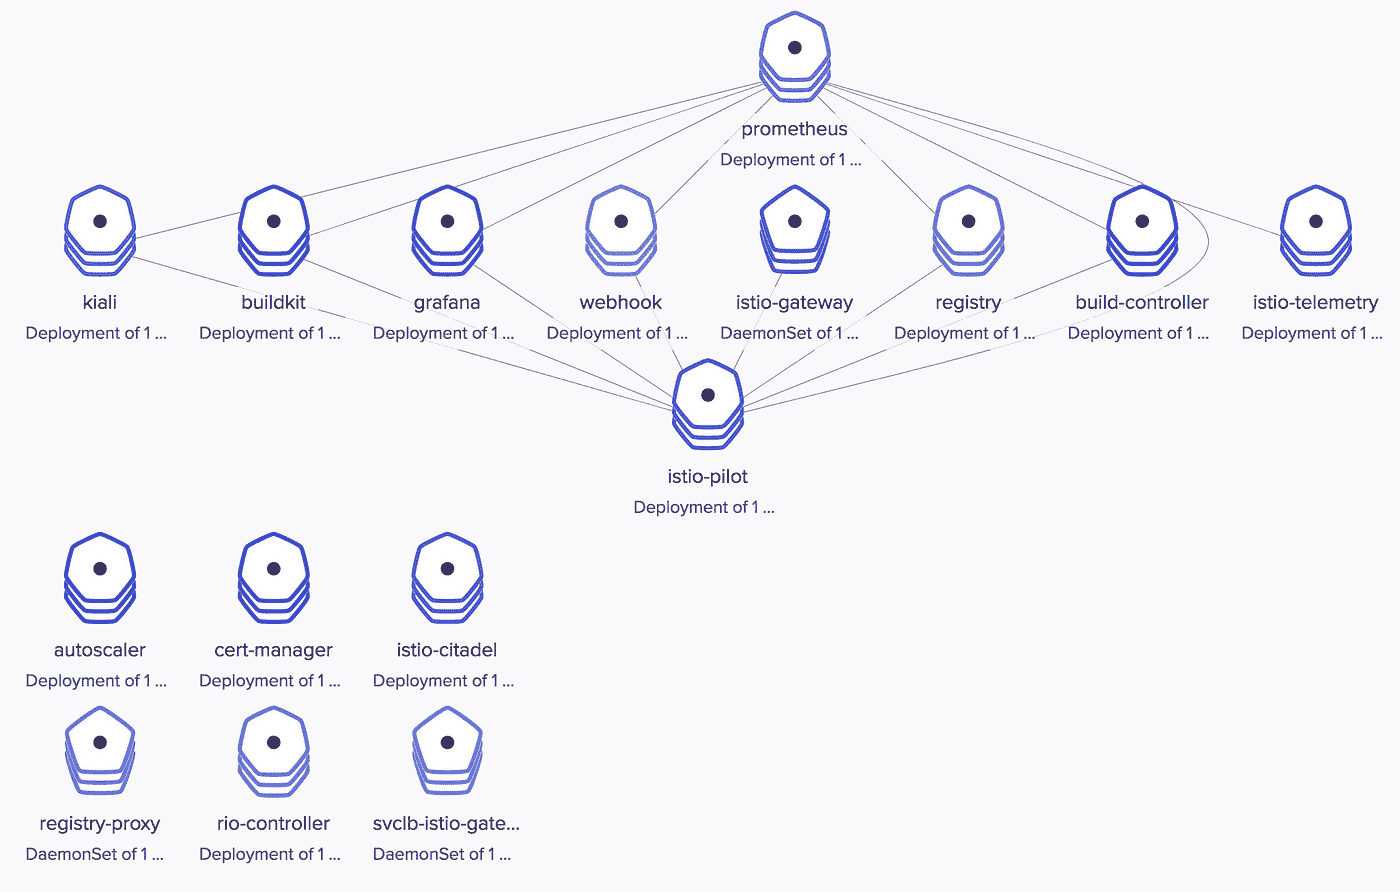 prometheus
Deployment of 1 ...
kiali
Deployment of 1 ...
buildkit
Deployment of 1 ...
grafana
Deployment of 1 ...
webhook
Deployment of 1 ...
istio-gateway
DaemonSet of 1 ...
registry
Deployment of 1 ...
build-controller
Deployment of 1 ...
istio-telemetry
Deployment of 1 ...
istio-pilot
Deployment of 1 ...
autoscaler
Deployment of 1 ...
cert-manager
Deployment of 1 ...
istio-citadel
Deployment of 1 ...
registry-proxy
DaemonSet of 1 ...
rio-controller
Deployment of 1 ...
svclb-istio-gate...
DaemonSet of 1 ...